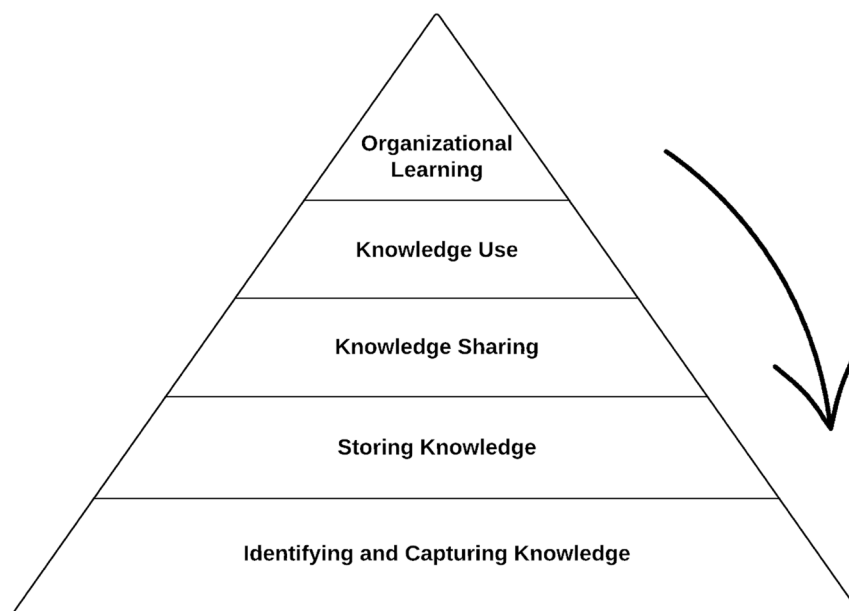 Organizational
Learning
Knowledge Use
Knowledge Sharing
Storing Knowledge
Identifying and Capturing Knowledge